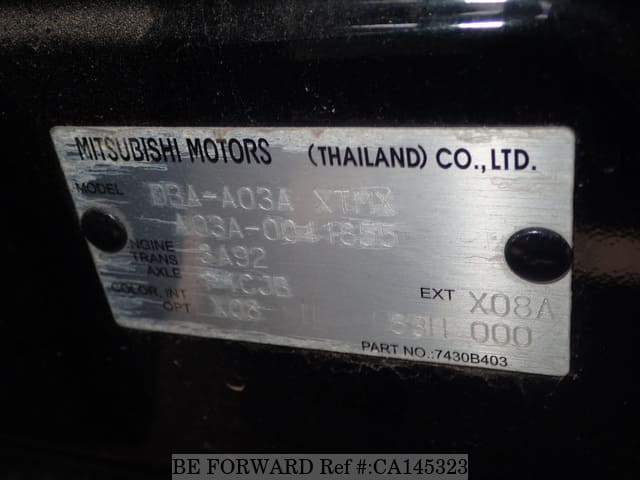 MITSUBISHI MOTORS (THAILAND) CO.,LTD.
MODEL DBA-A03A XTMX
A03A-0041855
ENGINE 3A92
TRANS AXLE
COLOR, INT EXT X08A
OPT X08 33H 000
PART NO.:7430B403
BE FORWARD Ref #:CA145323